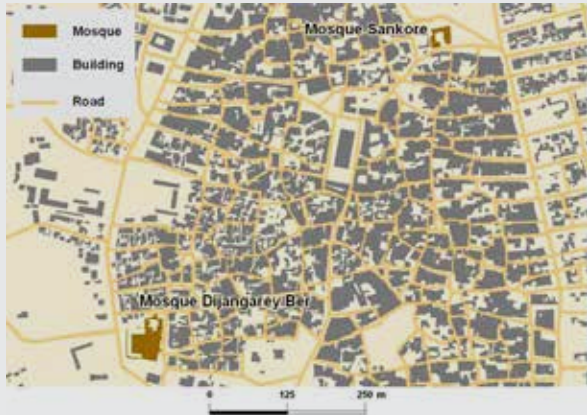 Mosque
Building
Road
Mosque Sankore
Mosque Dijangarey Ber
0 125 250 m